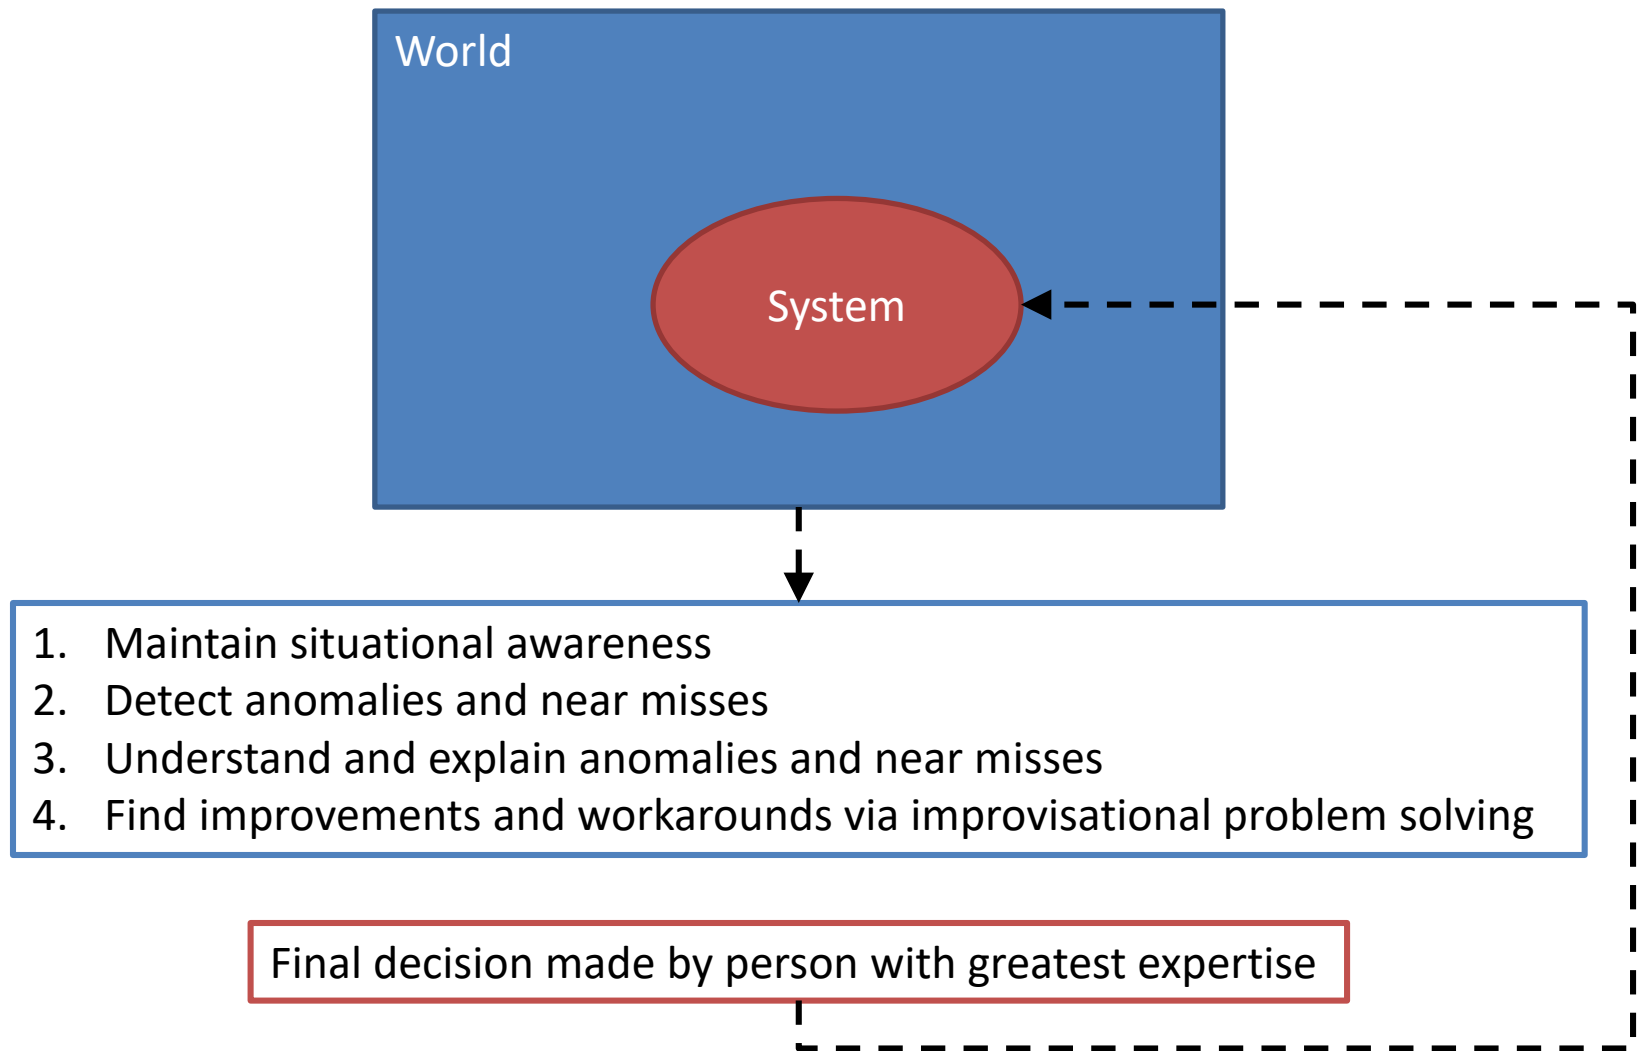 World
System
1. Maintain situational awareness
2. Detect anomalies and near misses
3. Understand and explain anomalies and near misses
4. Find improvements and workarounds via improvisational problem solving
Final decision made by person with greatest expertise